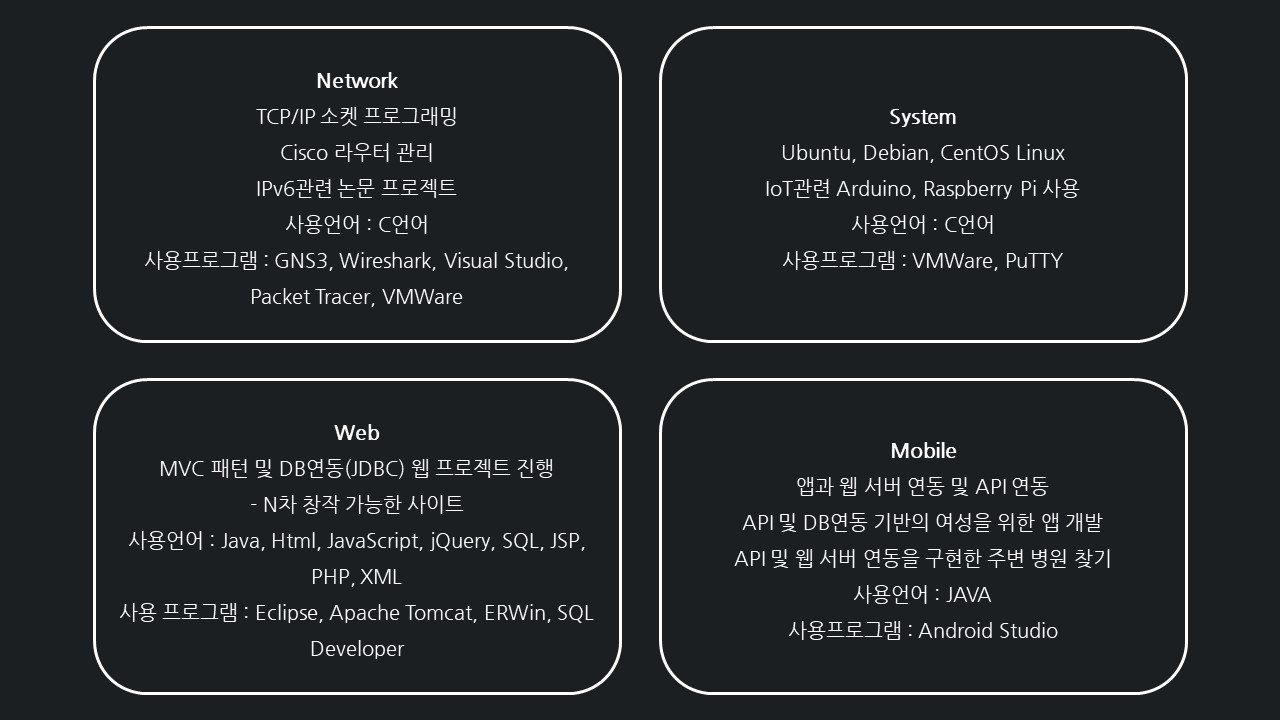 Network
TCP/IP 소켓 프로그래밍
Cisco 라우터 관리
IPv6관련 논문 프로젝트
사용언어 : C언어
사용프로그램 : GNS3, Wireshark, Visual Studio,
Packet Tracer, VMWare
System
Ubuntu, Debian, CentOS Linux
IoT관련 Arduino, Raspberry Pi 사용
사용언어 : C언어
사용프로그램 : VMWare, PuTTY
Web
MVC 패턴 및 DB연동(JDBC) 웹 프로젝트 진행
- N차 창작 가능한 사이트
사용언어 : Java, Html, JavaScript, jQuery, SQL, JSP,
PHP, XML
사용 프로그램 : Eclipse, Apache Tomcat, ERWin, SQL
Developer
Mobile
앱과 웹 서버 연동 및 API 연동
API 및 DB연동 기반의 여성을 위한 앱 개발
API 및 웹 서버 연동을 구현한 주변 병원 찾기
사용언어 : JAVA
사용프로그램 : Android Studio